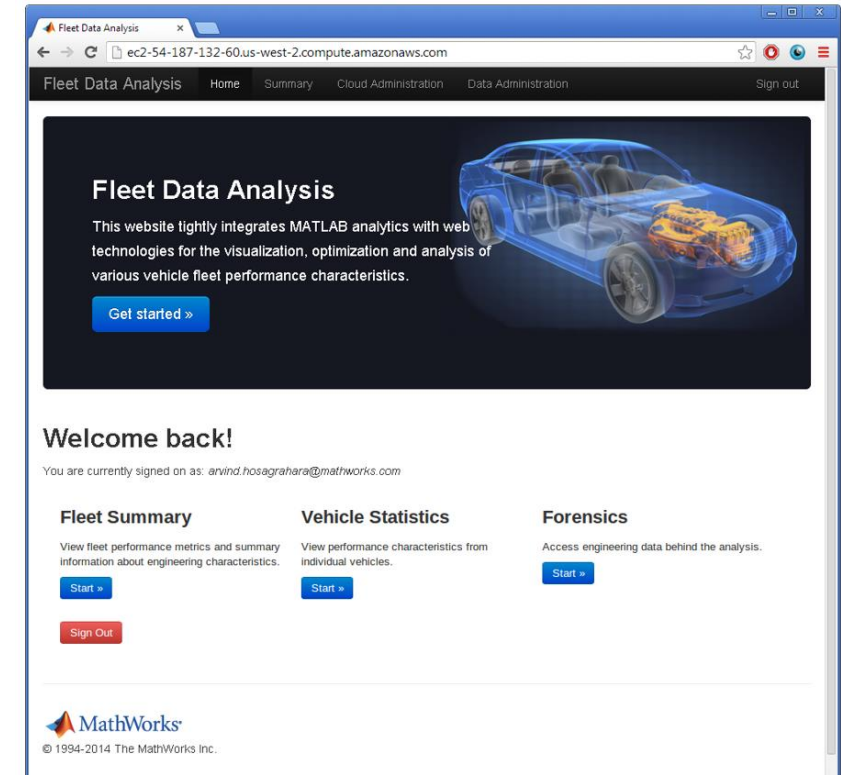 Fleet Data Analysis
ec2-54-187-132-60.us-west-2.compute.amazonaws.com
Fleet Data Analysis Home Summary Cloud Administration Data Administration Sign out
Fleet Data Analysis
This website tightly integrates MATLAB analytics with web
technologies for the visualization, optimization and analysis of
various vehicle fleet performance characteristics.
Get started »
Welcome back!
You are currently signed on as: arvind.hosagrahara@mathworks.com
Fleet Summary
View fleet performance metrics and summary
information about engineering characteristics.
Start »
Vehicle Statistics
View performance characteristics from
individual vehicles.
Start »
Forensics
Access engineering data behind the analysis.
Start »
Sign Out
MathWorks®
© 1994-2014 The MathWorks Inc.